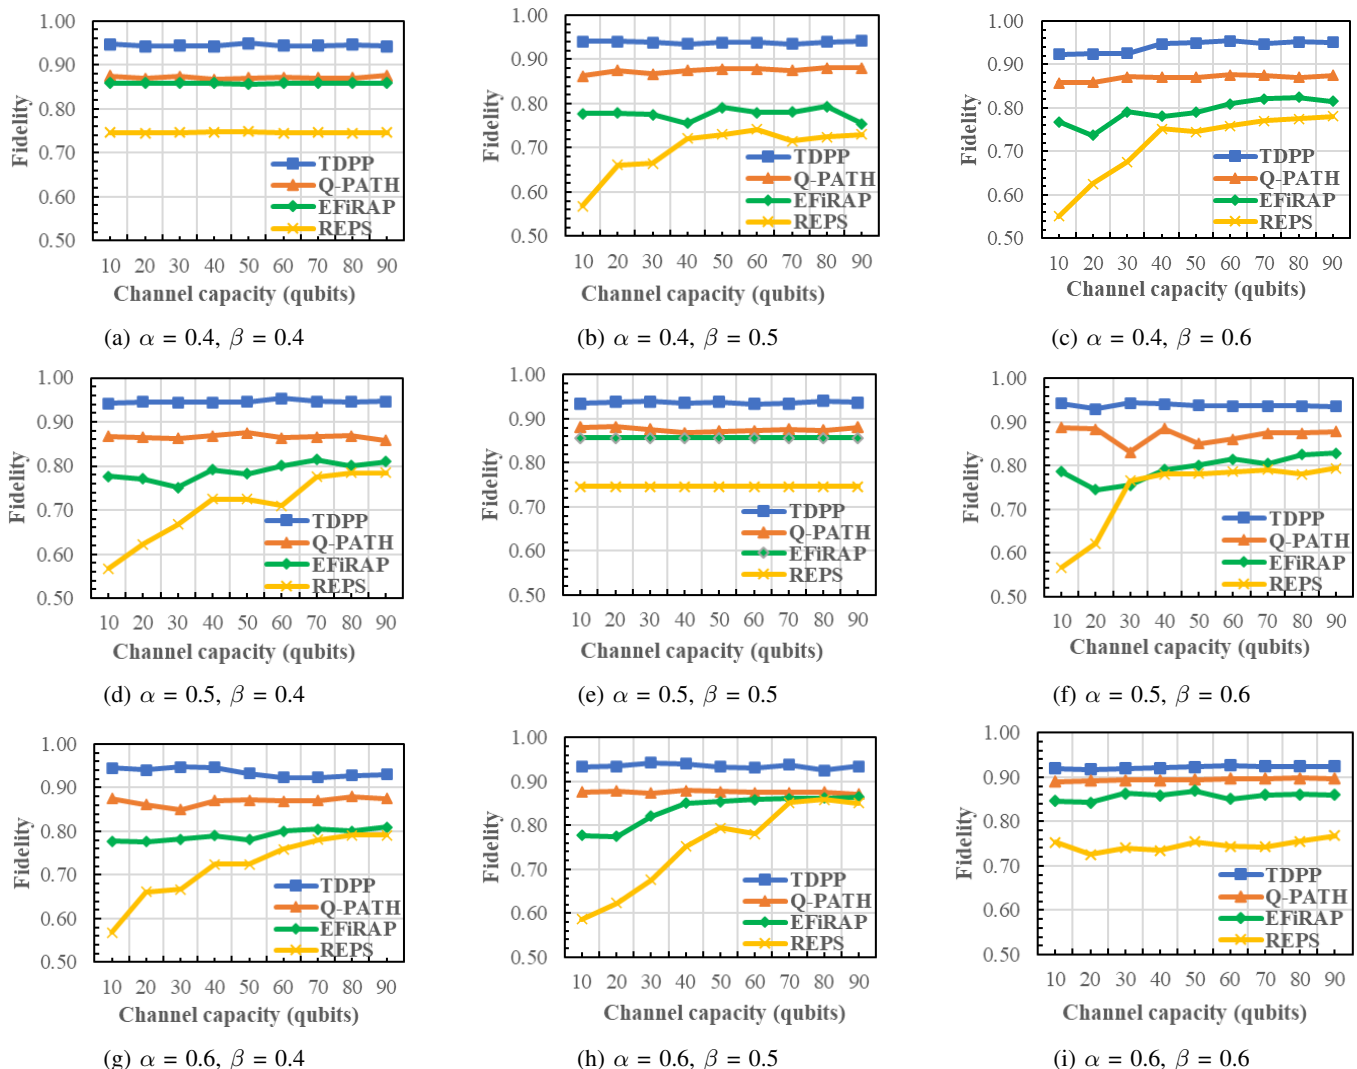 1.00
0.90
0.80
0.70
0.60
0.50
Fidelity
TDPP
Q-PATH
EFiRAP
REPS
10 20 30 40 50 60 70 80 90
Channel capacity (qubits)
(a) α = 0.4, β = 0.4
1.00
0.90
0.80
0.70
0.60
0.50
Fidelity
TDPP
Q-PATH
EFiRAP
REPS
10 20 30 40 50 60 70 80 90
Channel capacity (qubits)
(b) α = 0.4, β = 0.5
1.00
0.90
0.80
0.70
0.60
0.50
Fidelity
TDPP
Q-PATH
EFiRAP
REPS
10 20 30 40 50 60 70 80 90
Channel capacity (qubits)
(c) α = 0.4, β = 0.6
1.00
0.90
0.80
0.70
0.60
0.50
Fidelity
TDPP
Q-PATH
EFiRAP
REPS
10 20 30 40 50 60 70 80 90
Channel capacity (qubits)
(d) α = 0.5, β = 0.4
1.00
0.90
0.80
0.70
0.60
0.50
Fidelity
TDPP
Q-PATH
EFiRAP
REPS
10 20 30 40 50 60 70 80 90
Channel capacity (qubits)
(e) α = 0.5, β = 0.5
1.00
0.90
0.80
0.70
0.60
0.50
Fidelity
TDPP
Q-PATH
EFiRAP
REPS
10 20 30 40 50 60 70 80 90
Channel capacity (qubits)
(f) α = 0.5, β = 0.6
1.00
0.90
0.80
0.70
0.60
0.50
Fidelity
TDPP
Q-PATH
EFiRAP
REPS
10 20 30 40 50 60 70 80 90
Channel capacity (qubits)
(g) α = 0.6, β = 0.4
1.00
0.90
0.80
0.70
0.60
0.50
Fidelity
TDPP
Q-PATH
EFiRAP
REPS
10 20 30 40 50 60 70 80 90
Channel capacity (qubits)
(h) α = 0.6, β = 0.5
1.00
0.90
0.80
0.70
0.60
0.50
Fidelity
TDPP
Q-PATH
EFiRAP
REPS
10 20 30 40 50 60 70 80 90
Channel capacity (qubits)
(i) α = 0.6, β = 0.6